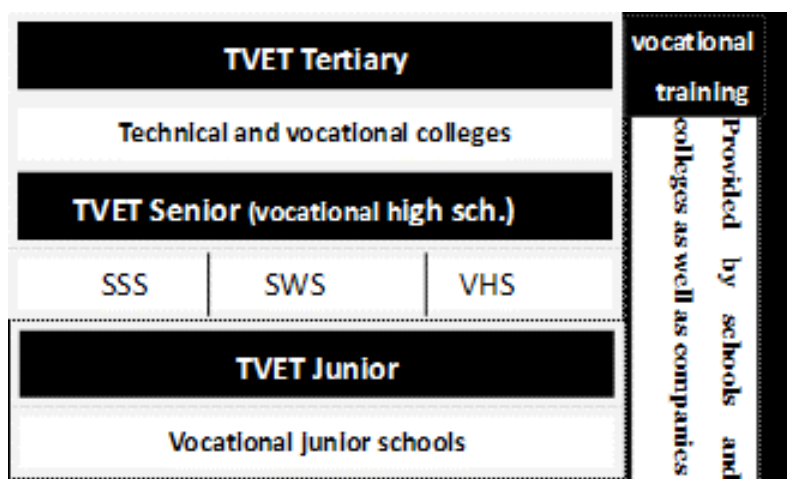 TVET Tertiary
Technical and vocational colleges
TVET Senior (vocational high sch.)
SSS SWS VHS
TVET Junior
Vocational junior schools
vocational
training
Provided by schools and
colleges as well as companies